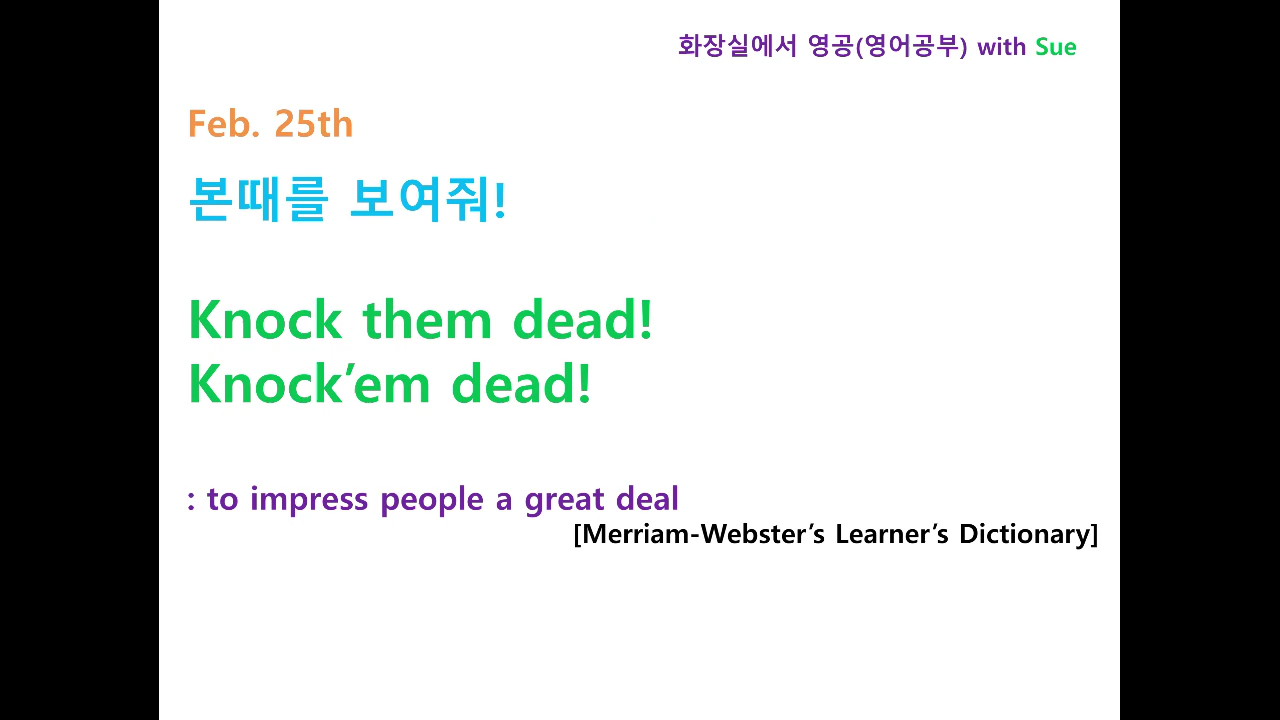 화장실에서 영공(영어공부) with Sue
Feb. 25th
본때를 보여줘!
Knock them dead!
Knock’em dead!
: to impress people a great deal
[Merriam-Webster’s Learner’s Dictionary]